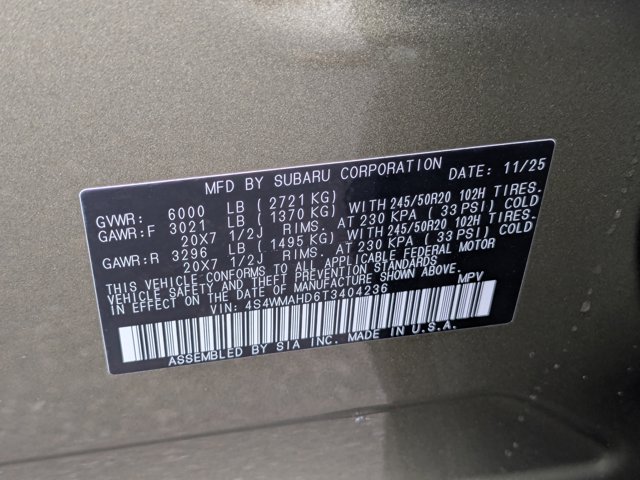 MFD BY SUBARU CORPORATION DATE: 11/25
GVWR: 6000 LB ( 2721 KG)
GAWR:F 3021 LB ( 1370 KG) WITH 245/50R20 102H TIRES.
20X7 1/2J RIMS. AT 230 KPA ( 33 PSI) COLD
GAWR:R 3296 LB ( 1495 KG) WITH 245/50R20 102H TIRES.
20X7 1/2J RIMS. AT 230 KPA ( 33 PSI) COLD
THIS VEHICLE CONFORMS TO ALL APPLICABLE FEDERAL MOTOR
VEHICLE SAFETY AND THEFT PREVENTION STANDARDS
IN EFFECT ON THE DATE OF MANUFACTURE SHOWN ABOVE.
VIN: 4S4WMAHD6T3404236 MPV
ASSEMBLED BY SIA INC. MADE IN U.S.A.